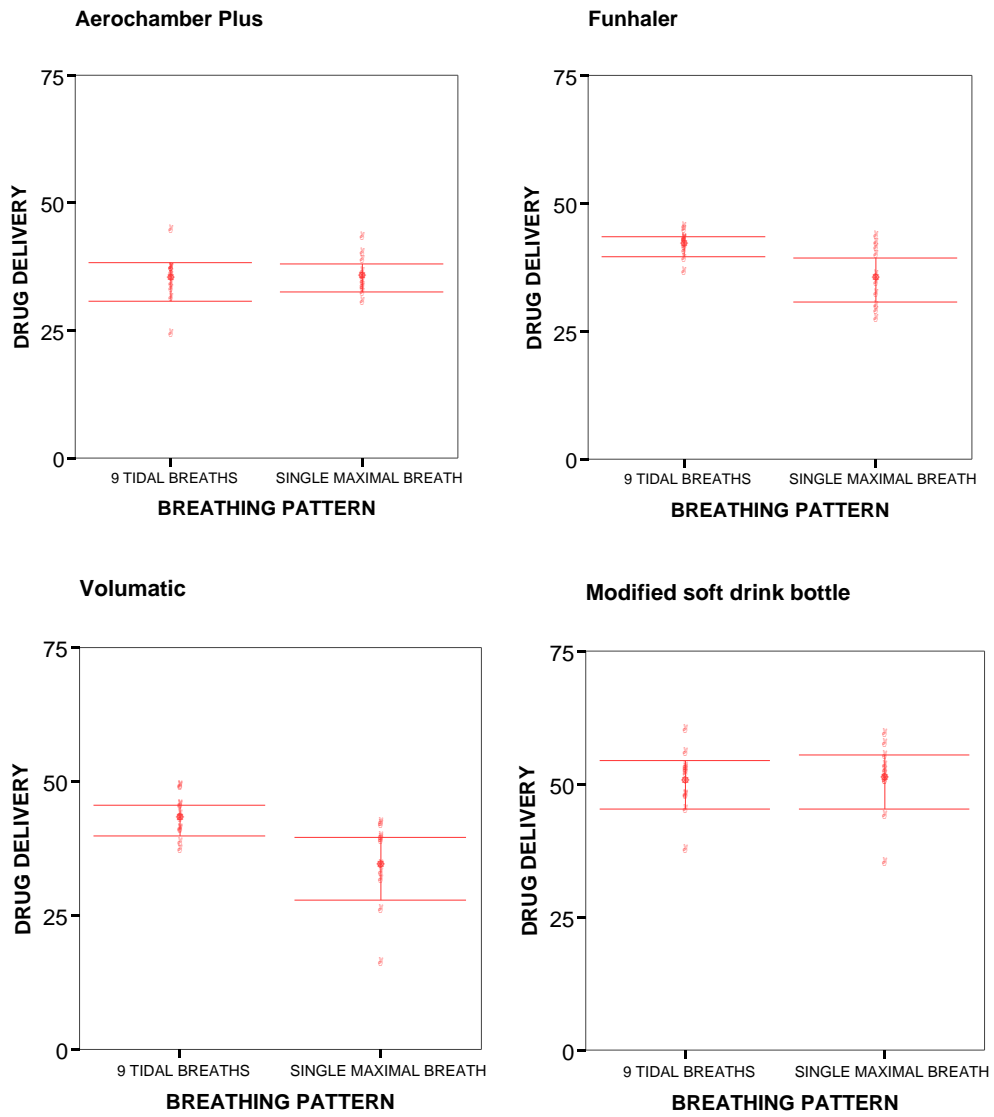 Aerochamber Plus
75
50
25
0
DRUG DELIVERY
9 TIDAL BREATHS
SINGLE MAXIMAL BREATH
BREATHING PATTERN
Funhaler
75
50
25
0
DRUG DELIVERY
9 TIDAL BREATHS
SINGLE MAXIMAL BREATH
BREATHING PATTERN
Volumatic
75
50
25
0
DRUG DELIVERY
9 TIDAL BREATHS
SINGLE MAXIMAL BREATH
BREATHING PATTERN
Modified soft drink bottle
75
50
25
0
DRUG DELIVERY
9 TIDAL BREATHS
SINGLE MAXIMAL BREATH
BREATHING PATTERN